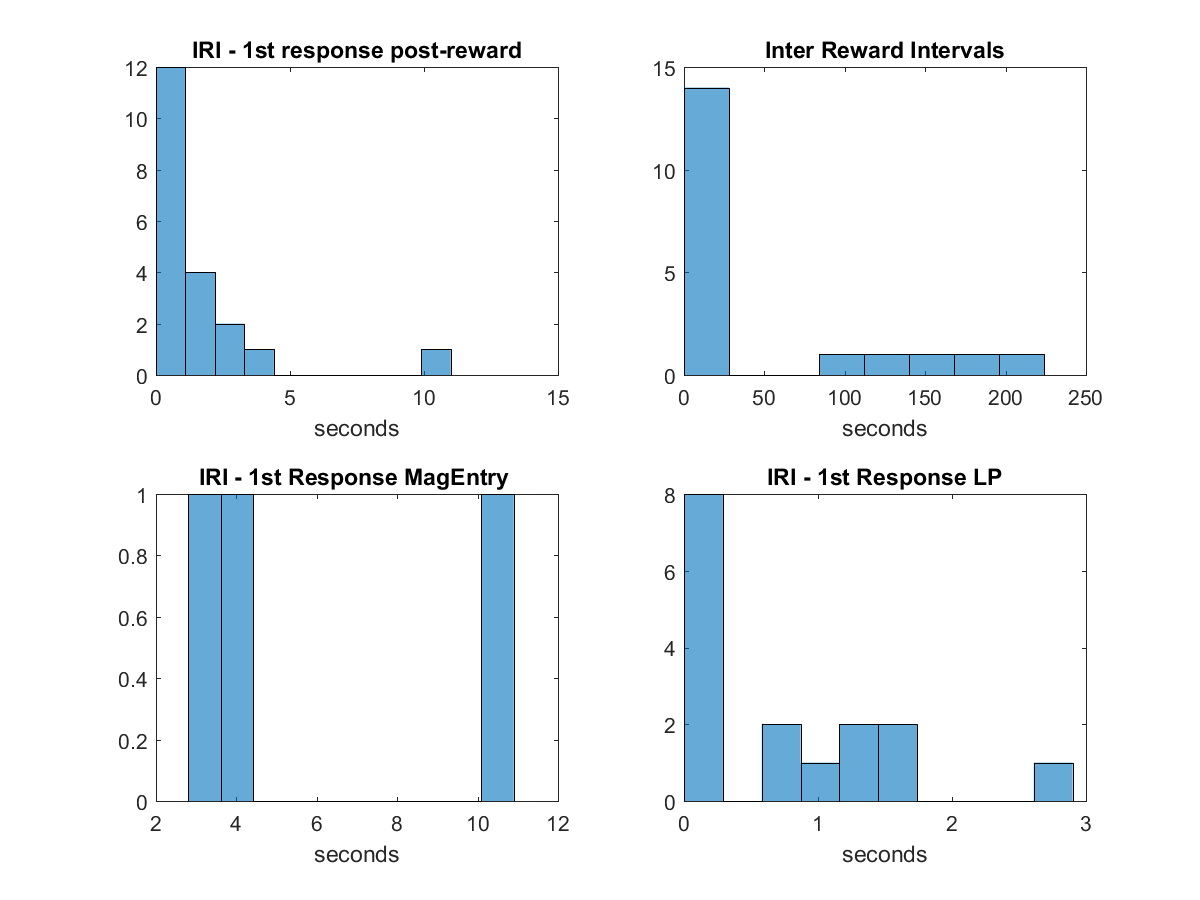 IRI - 1st response post-reward
12
10
8
6
4
2
0
0 5 10 15
seconds
Inter Reward Intervals
15
10
5
0
0 50 100 150 200 250
seconds
IRI - 1st Response MagEntry
1
0.8
0.6
0.4
0.2
0
2 4 6 8 10 12
seconds
IRI - 1st Response LP
8
6
4
2
0
0 1 2 3
seconds